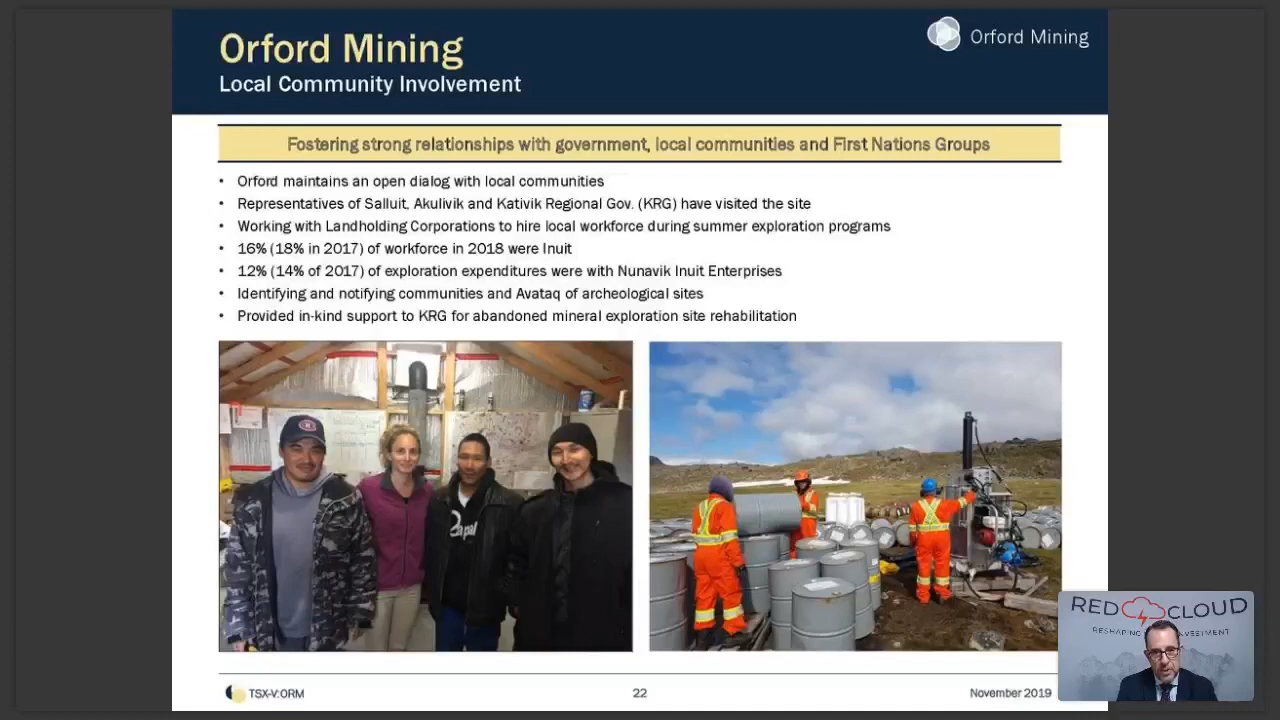 Orford Mining
Orford Mining
Local Community Involvement
Fostering strong relationships with government, local communities and First Nations Groups
• Orford maintains an open dialog with local communities
• Representatives of Salluit, Akulivik and Kativik Regional Gov. (KRG) have visited the site
• Working with Landholding Corporations to hire local workforce during summer exploration programs
• 16% (18% in 2017) of workforce in 2018 were Inuit
• 12% (14% of 2017) of exploration expenditures were with Nunavik Inuit Enterprises
• Identifying and notifying communities and Avataq of archeological sites
• Provided in-kind support to KRG for abandoned mineral exploration site rehabilitation
TSX-V:ORM
22
November 2019
RED CLOUD